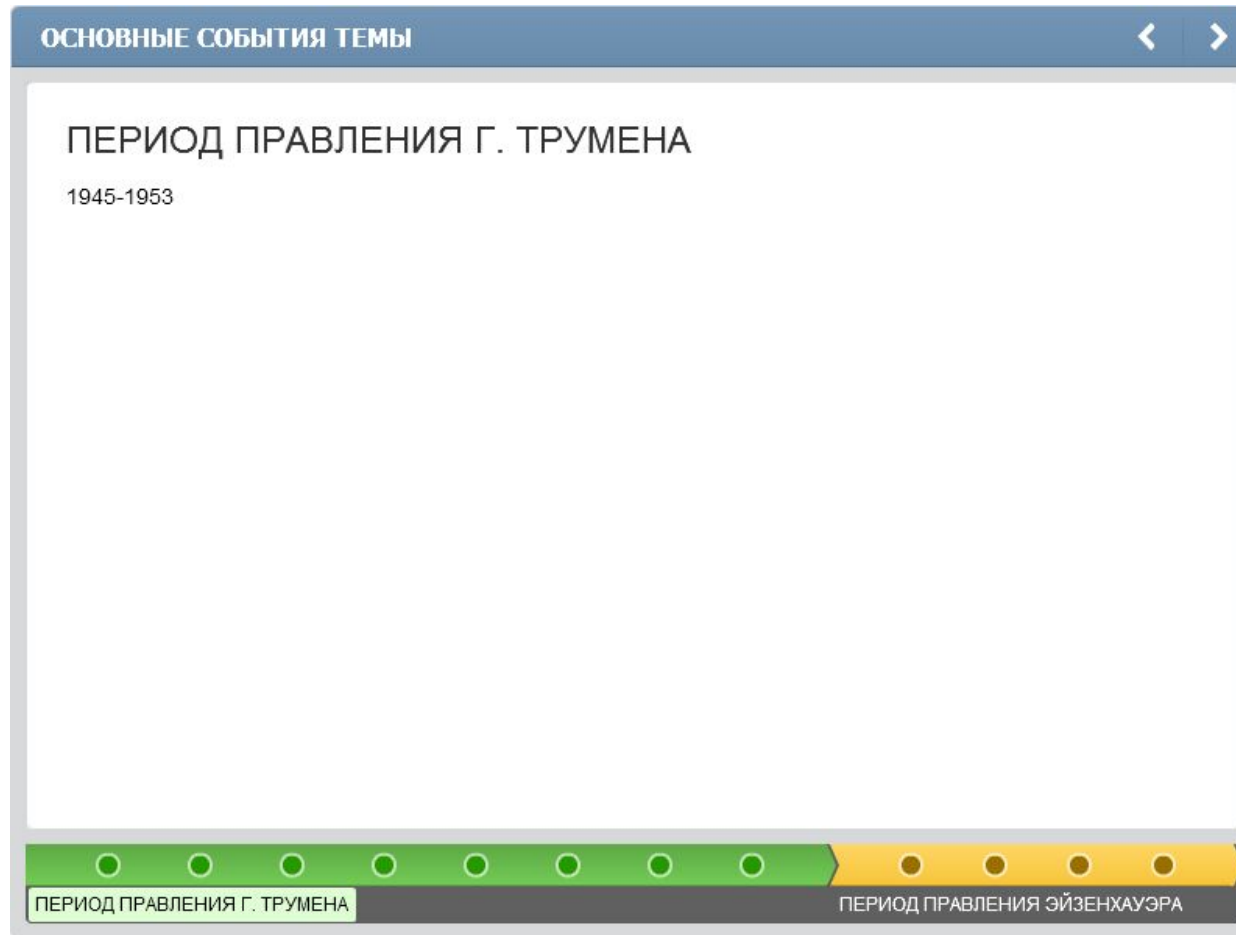 ОСНОВНЫЕ СОБЫТИЯ ТЕМЫ
ПЕРИОД ПРАВЛЕНИЯ Г. ТРУМЕНА
1945-1953
ПЕРИОД ПРАВЛЕНИЯ Г. ТРУМЕНА
ПЕРИОД ПРАВЛЕНИЯ ЭЙЗЕНХАУЭРА